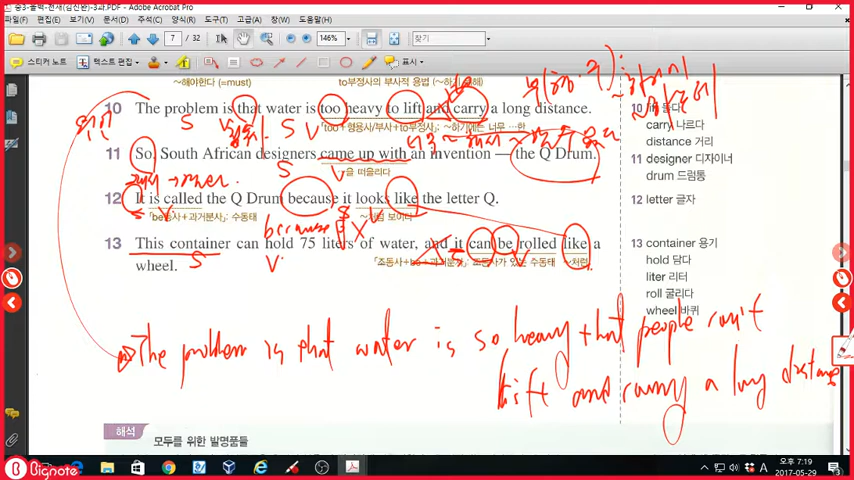 중3-볼텍-천재(김진완)-3과.PDF - Adobe Acrobat Pro
파일(F) 편집(E) 보기(V) 문서(D) 주석(C) 양식(R) 도구(T) 고급(A) 창(W) 도움말(H)
7 / 32 146% 찾기
스티커 노트 텍스트 편집 표시
~해야한다 (=must) to부정사의 부사적 용법
10 The problem is that water is too heavy to lift and carry a long distance.
「too+형용사/부사+to부정사」: ~하기에는 너무 …한
11 So, South African designers came up with an invention — the Q Drum.
~을 떠올리다
12 It is called the Q Drum because it looks like the letter Q.
「be동사+과거분사」: 수동태 ~처럼 보이다
13 This container can hold 75 liters of water, and it can be rolled like a
「조동사+be+과거분사」: 조동사가 있는 수동태 ~처럼
wheel.
carry 나르다
distance 거리
11 designer 디자이너
drum 드럼통
12 letter 글자
13 container 용기
hold 담다
liter 리터
roll 굴리다
wheel 바퀴
S V S V
S V
S V because S V
S V S V
The problem is that water is so heavy that people can't
lift and carry a long distance
해석
모두를 위한 발명품들
Bignote
오후 7:19
2017-05-29